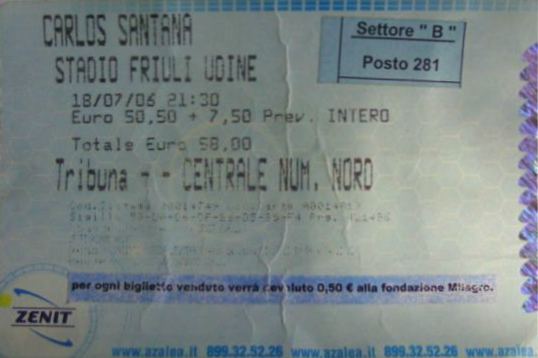 CARLOS SANTANA
STADIO FRIULI UDINE
Settore " B "
Posto 281
18/07/06 21:30
Euro 50,50 + 7,50 Prev. INTERO
Totale Euro 58,00
Tribuna - - CENTRALE NUM. NORD
per ogni biglietto venduto verrà devoluto 0,50 € alla fondazione Milagro.
ZENIT
www.azalea.it 899.32.52.26 www.azalea.it 899.32.52.26